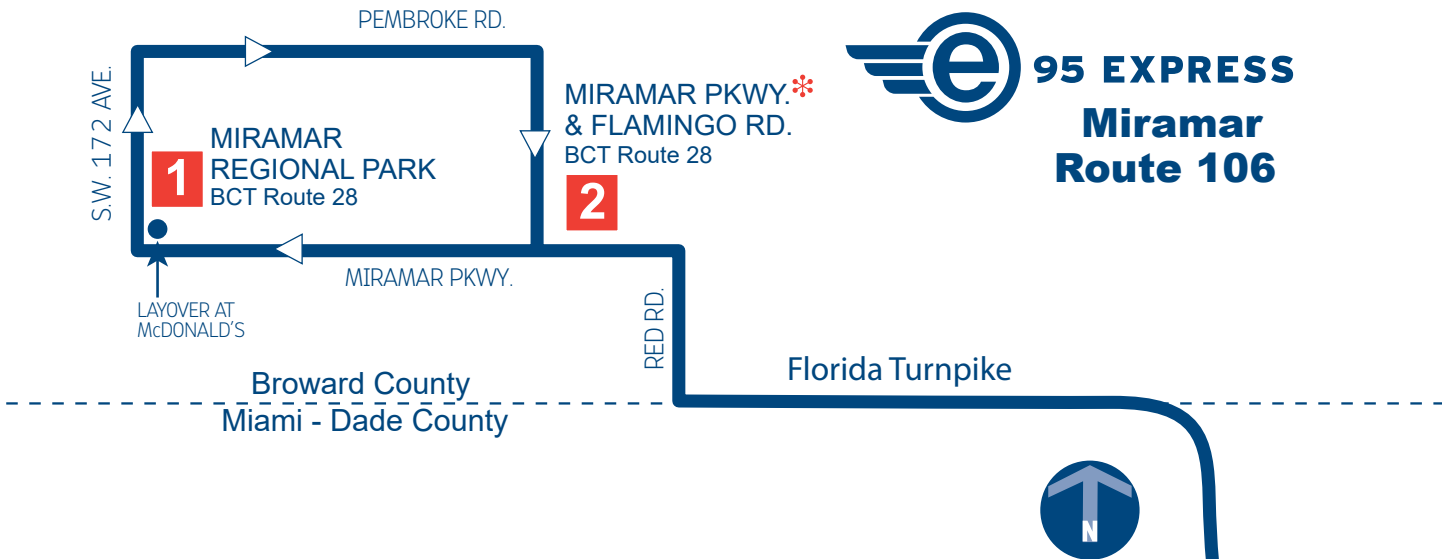 PEMBROKE RD.
e
95 EXPRESS
Miramar
Route 106
S.W. 172 AVE.
MIRAMAR PKWY.*
& FLAMINGO RD.
BCT Route 28
2
1
MIRAMAR
REGIONAL PARK
BCT Route 28
MIRAMAR PKWY.
LAYOVER AT
McDONALD'S
RED RD.
Florida Turnpike
Broward County
Miami - Dade County
N